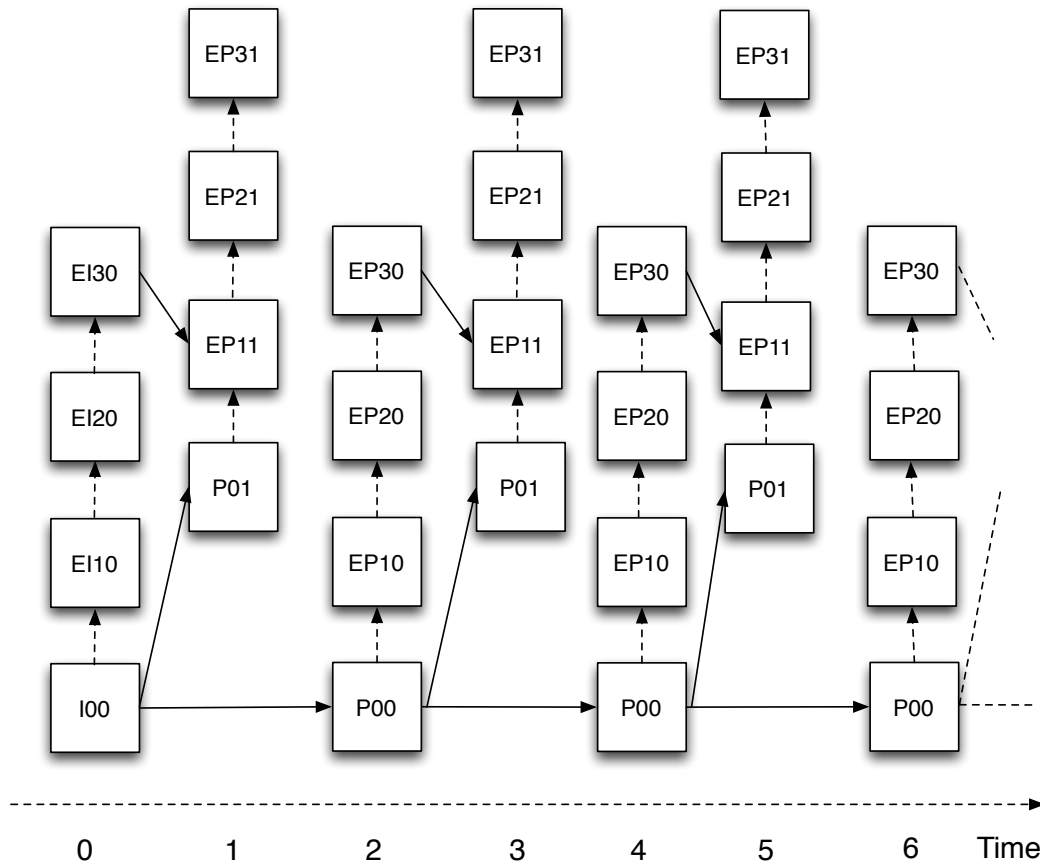 EP31 EP31 EP31
EP21 EP21 EP21
EI30 EP30 EP30 EP30
EP11 EP11 EP11
EI20 EP20 EP20 EP20
P01 P01 P01
EI10 EP10 EP10 EP10
I00 P00 P00 P00
0 1 2 3 4 5 6 Time